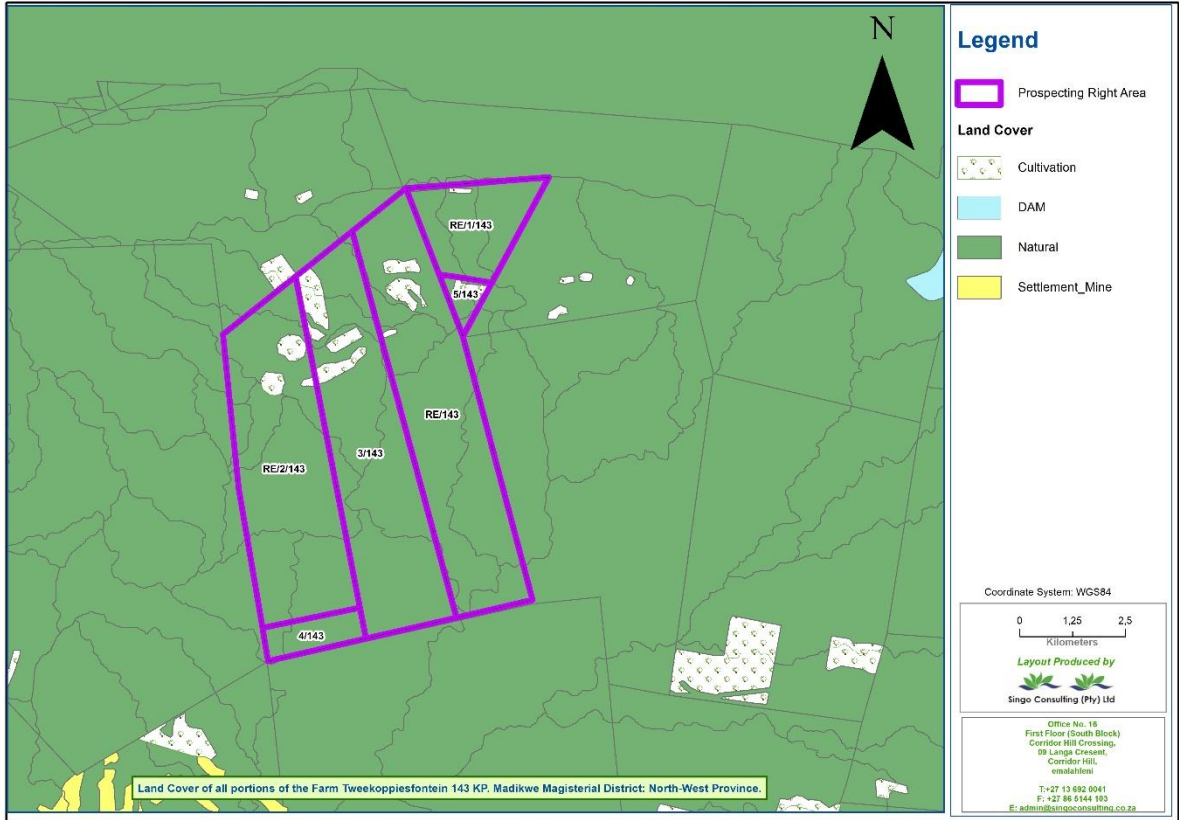 N
RE/1/143
5/143
RE/143
3/143
RE/2/143
4/143
Land Cover of all portions of the Farm Tweekoppiesfontein 143 KP. Madikwe Magisterial District: North-West Province.
Legend
Prospecting Right Area
Land Cover
Cultivation
DAM
Natural
Settlement_Mine
Coordinate System: WGS84
0 1,25 2,5
Kilometers
Layout Produced by
Singo Consulting (Pty) Ltd
Office No. 16
First Floor (South Block)
Corridor Hill Crossing,
09 Langa Cresent,
Corridor Hill,
emalahleni
T:+27 13 692 0041
F: +27 86 5144 103
E: admin@singoconsulting.co.za